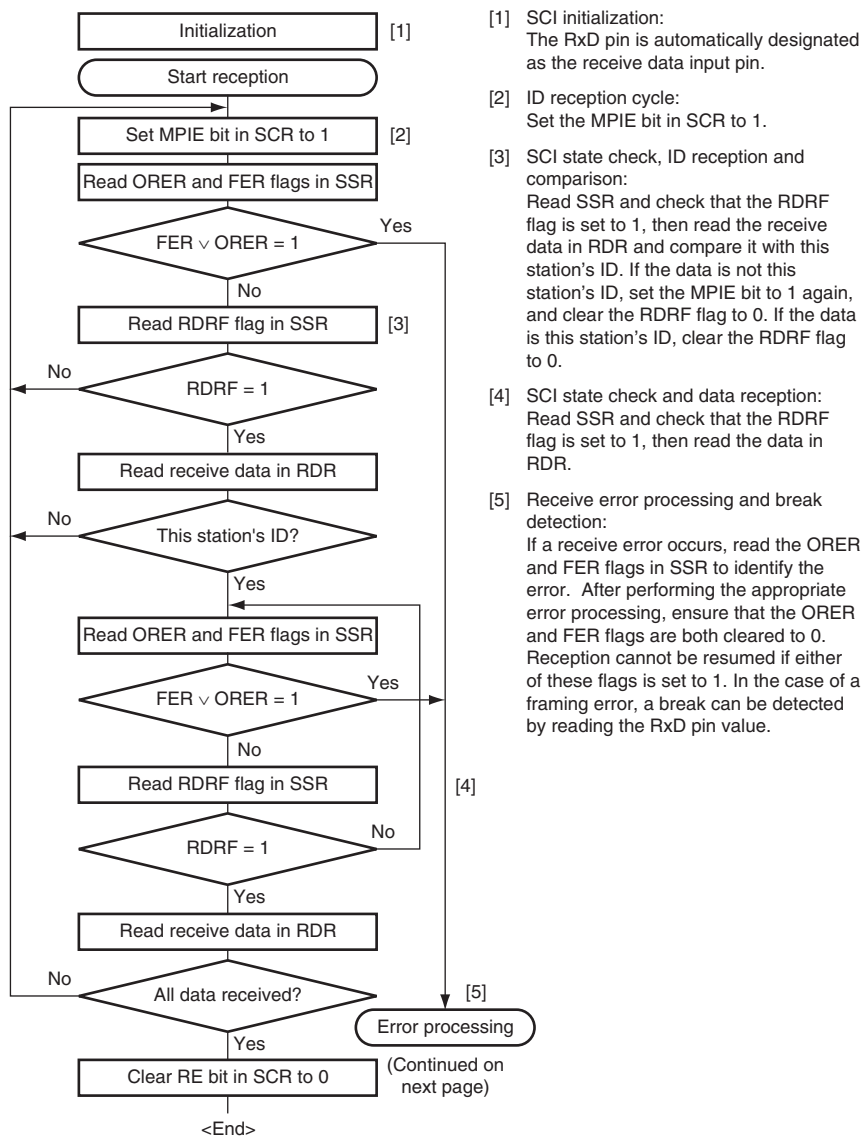 Initialization [1]
Start reception
Set MPIE bit in SCR to 1 [2]
Read ORER and FER flags in SSR
Yes
FER ∨ ORER = 1
No
Read RDRF flag in SSR [3]
No
RDRF = 1
Yes
Read receive data in RDR
No
This station's ID?
Yes
Read ORER and FER flags in SSR
Yes
FER ∨ ORER = 1
No
Read RDRF flag in SSR [4]
No
RDRF = 1
Yes
Read receive data in RDR
No
All data received?
[5]
Error processing
Yes
(Continued on
next page)
Clear RE bit in SCR to 0
<End>
[1] SCI initialization:
The RxD pin is automatically designated
as the receive data input pin.
[2] ID reception cycle:
Set the MPIE bit in SCR to 1.
[3] SCI state check, ID reception and
comparison:
Read SSR and check that the RDRF
flag is set to 1, then read the receive
data in RDR and compare it with this
station's ID. If the data is not this
station's ID, set the MPIE bit to 1 again,
and clear the RDRF flag to 0. If the data
is this station's ID, clear the RDRF flag
to 0.
[4] SCI state check and data reception:
Read SSR and check that the RDRF
flag is set to 1, then read the data in
RDR.
[5] Receive error processing and break
detection:
If a receive error occurs, read the ORER
and FER flags in SSR to identify the
error. After performing the appropriate
error processing, ensure that the ORER
and FER flags are both cleared to 0.
Reception cannot be resumed if either
of these flags is set to 1. In the case of a
framing error, a break can be detected
by reading the RxD pin value.